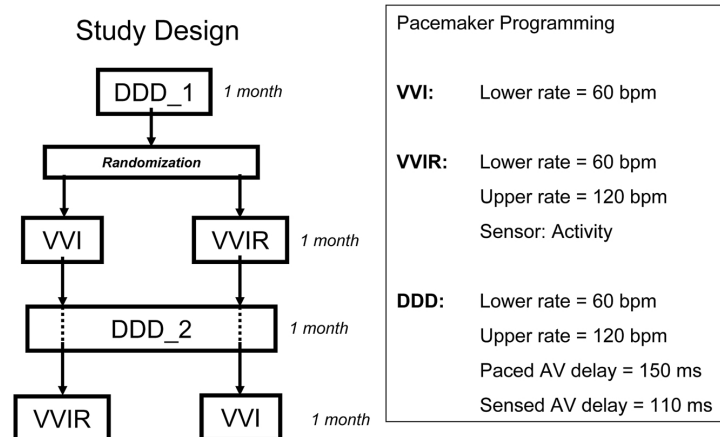 Study Design
DDD_1 1 month
Randomization
VVI VVIR 1 month
DDD_2 1 month
VVIR VVI 1 month
Pacemaker Programming
VVI: Lower rate = 60 bpm
VVIR: Lower rate = 60 bpm
Upper rate = 120 bpm
Sensor: Activity
DDD: Lower rate = 60 bpm
Upper rate = 120 bpm
Paced AV delay = 150 ms
Sensed AV delay = 110 ms